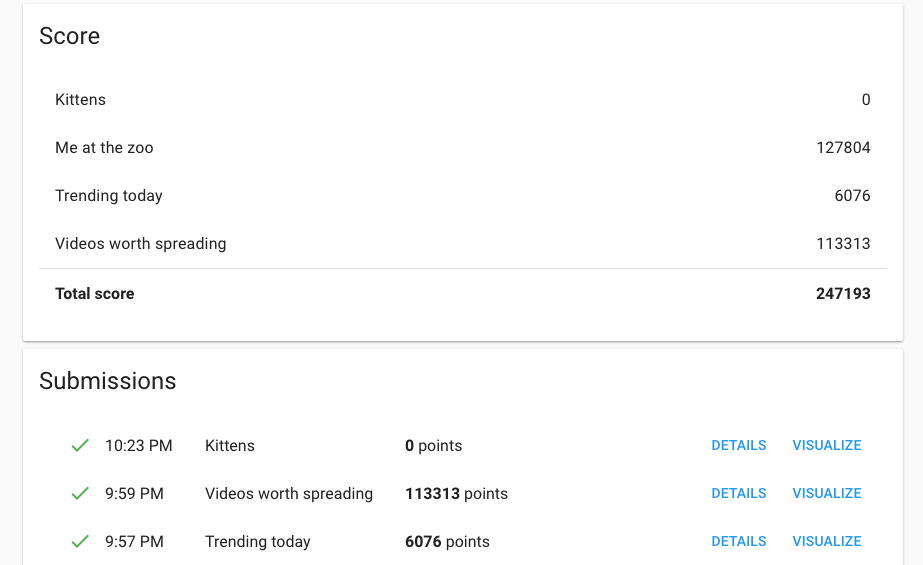 Score
Kittens 0
Me at the zoo 127804
Trending today 6076
Videos worth spreading 113313
Total score 247193
Submissions
10:23 PM Kittens 0 points DETAILS VISUALIZE
9:59 PM Videos worth spreading 113313 points DETAILS VISUALIZE
9:57 PM Trending today 6076 points DETAILS VISUALIZE